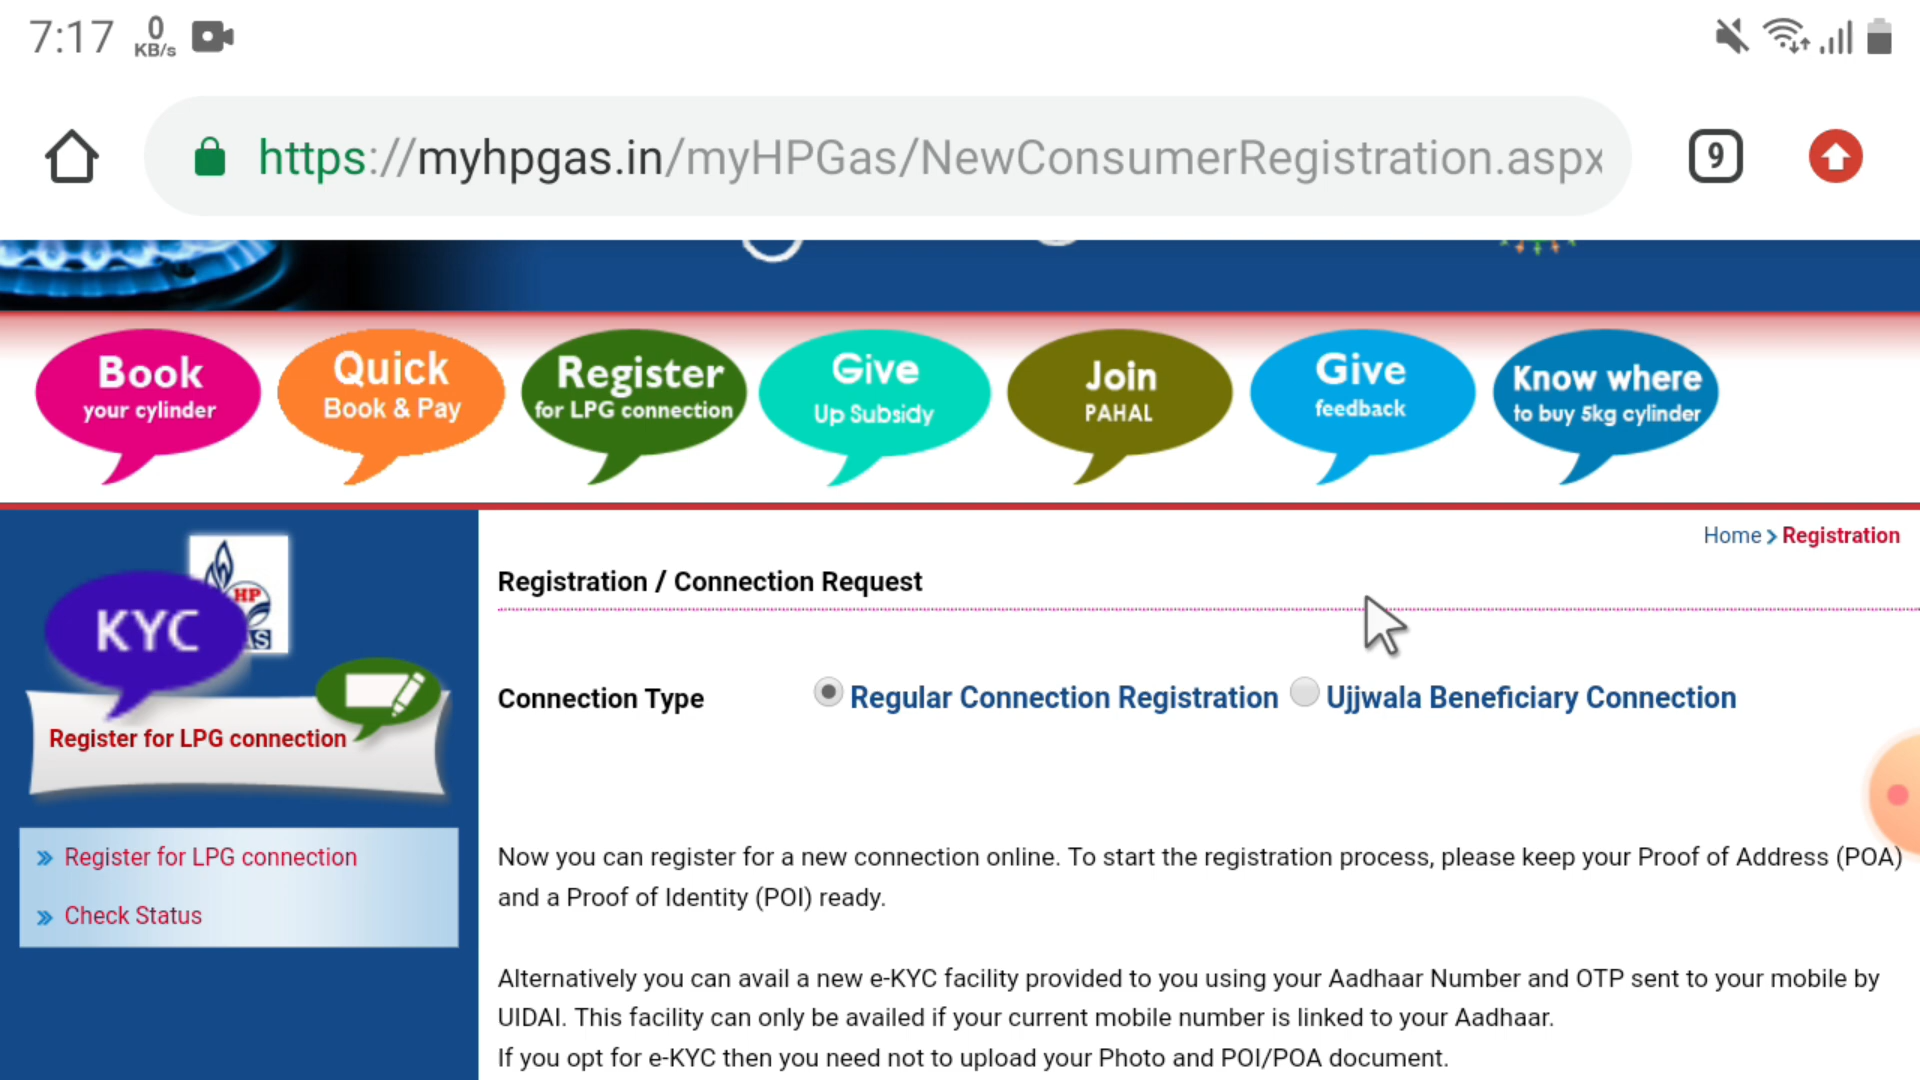 7:17 0 KB/s
https://myhpgas.in/myHPGas/NewConsumerRegistration.aspx 9
Book your cylinder
Quick Book & Pay
Register for LPG connection
Give Up Subsidy
Join PAHAL
Give feedback
Know where to buy 5kg cylinder
Home > Registration
HP
KYC
Register for LPG connection
» Register for LPG connection
» Check Status
Registration / Connection Request
Connection Type Regular Connection Registration Ujjwala Beneficiary Connection
Now you can register for a new connection online. To start the registration process, please keep your Proof of Address (POA)
and a Proof of Identity (POI) ready.
Alternatively you can avail a new e-KYC facility provided to you using your Aadhaar Number and OTP sent to your mobile by
UIDAI. This facility can only be availed if your current mobile number is linked to your Aadhaar.
If you opt for e-KYC then you need not to upload your Photo and POI/POA document.